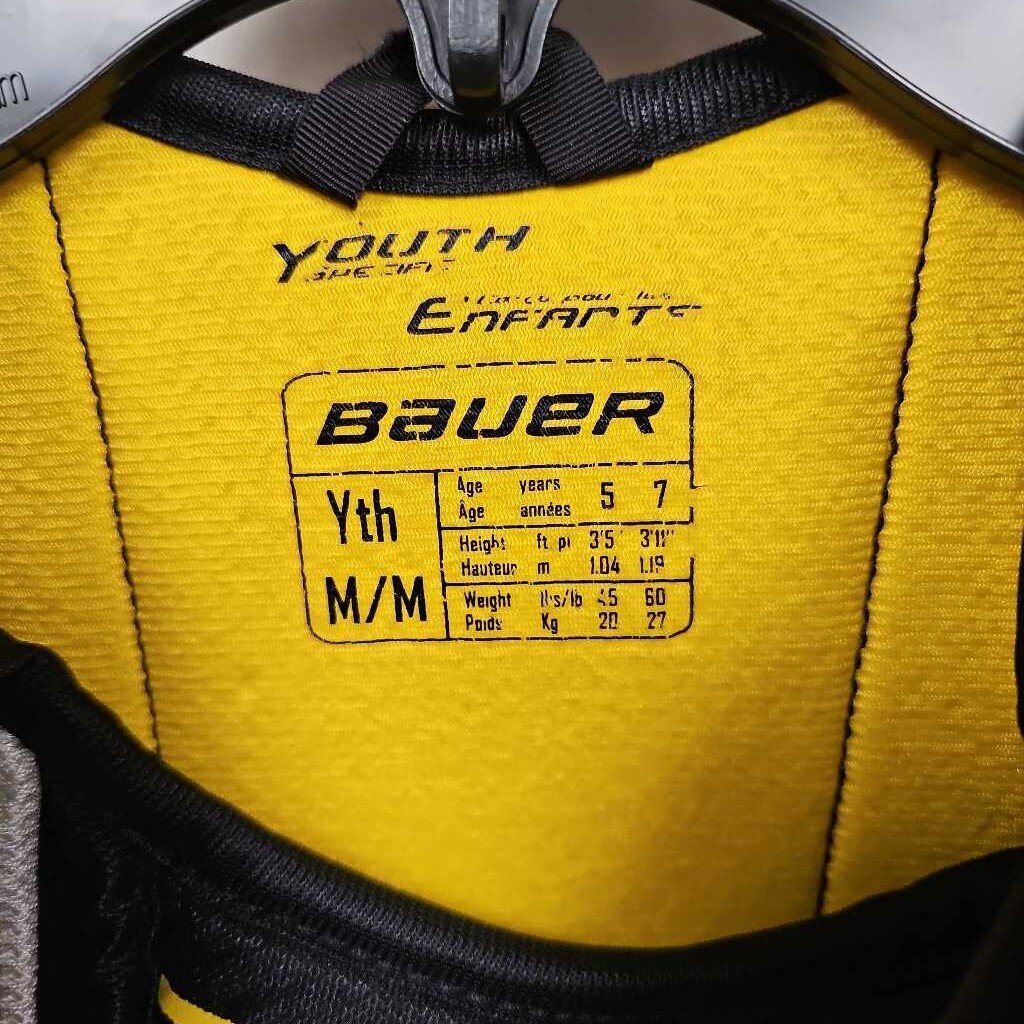 YOUTH
SPECIFIC
Enfants
BAUER
Yth
M/M
Age years 5 7
Âge années
Height ft pi 3'5" 3'11"
Hauteur m 1.04 1.19
Weight lbs/lb 45 60
Poids Kg 20 27